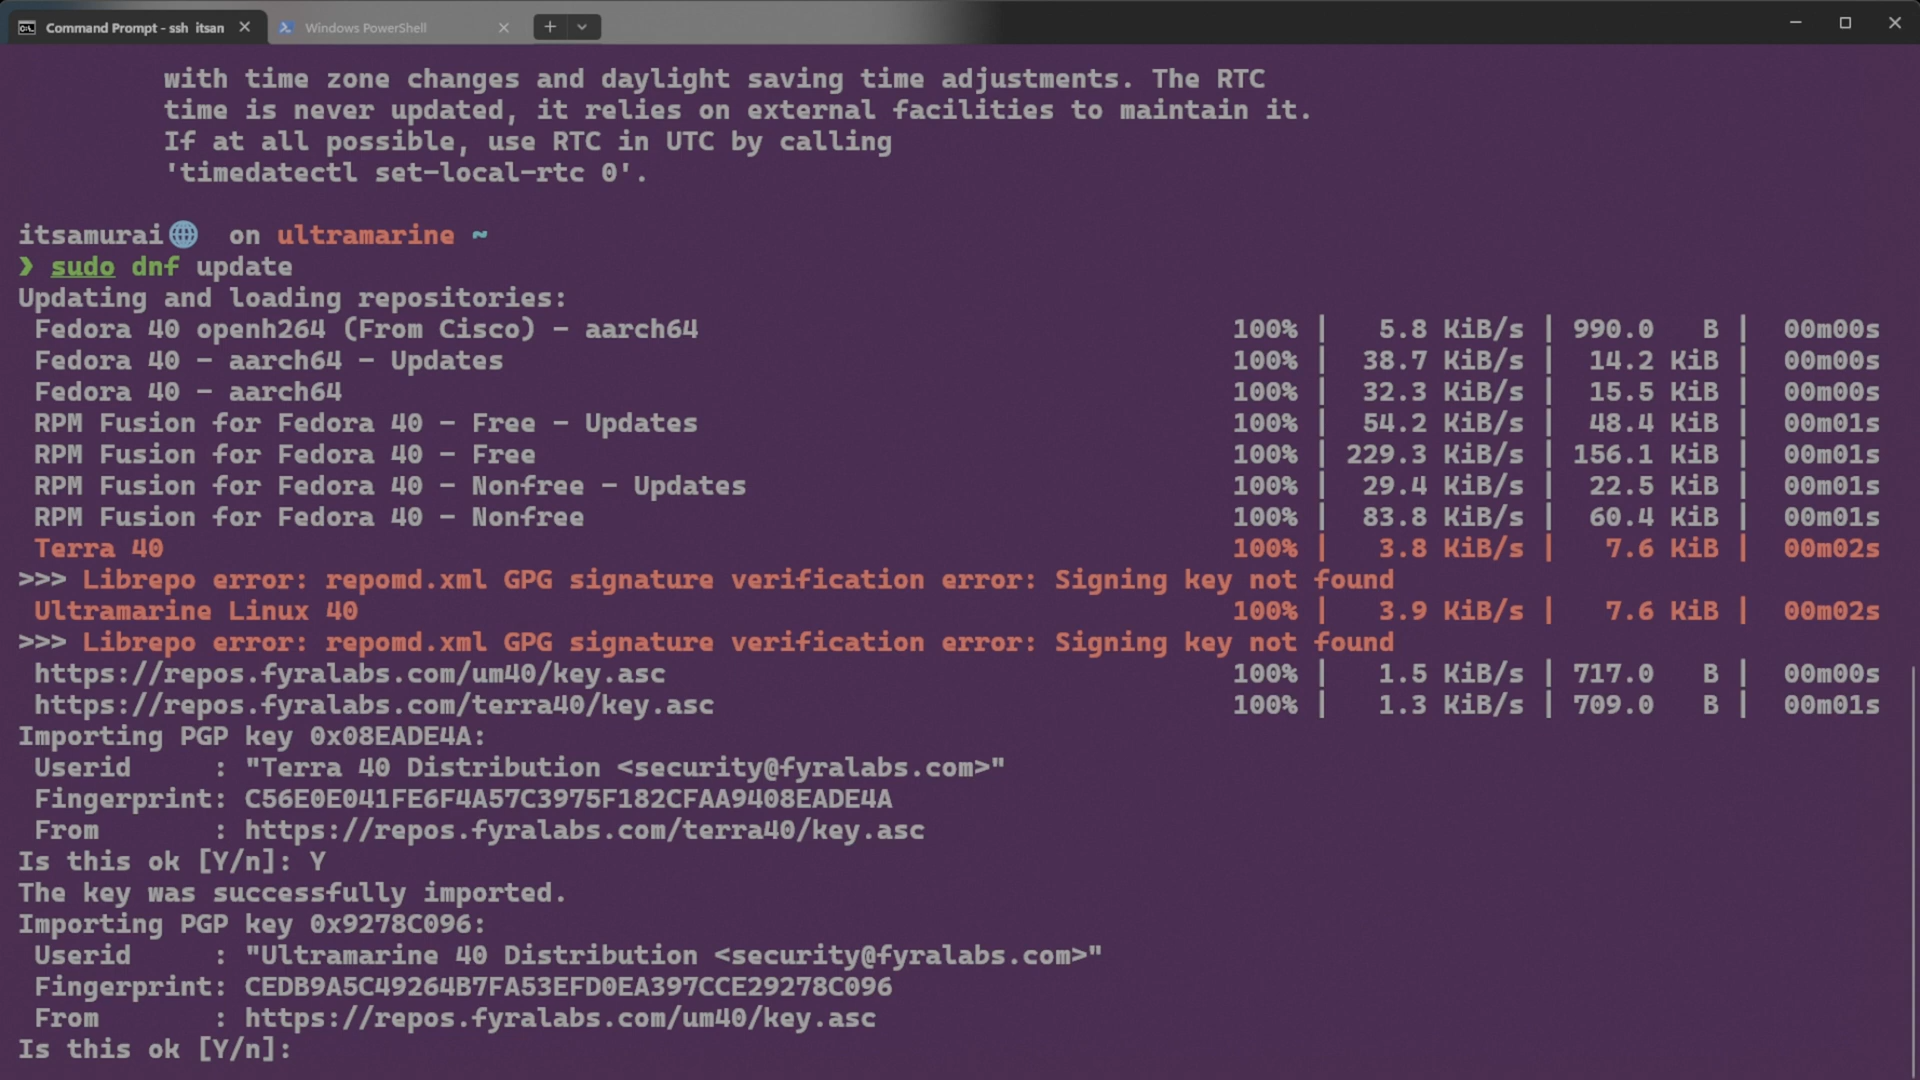 Command Prompt - ssh itsan
Windows PowerShell
with time zone changes and daylight saving time adjustments. The RTC
time is never updated, it relies on external facilities to maintain it.
If at all possible, use RTC in UTC by calling
'timedatectl set-local-rtc 0'.
itsamurai🌐 on ultramarine ~
❯ sudo dnf update
Updating and loading repositories:
Fedora 40 openh264 (From Cisco) - aarch64 100% | 5.8 KiB/s | 990.0 B | 00m00s
Fedora 40 - aarch64 - Updates 100% | 38.7 KiB/s | 14.2 KiB | 00m00s
Fedora 40 - aarch64 100% | 32.3 KiB/s | 15.5 KiB | 00m00s
RPM Fusion for Fedora 40 - Free - Updates 100% | 54.2 KiB/s | 48.4 KiB | 00m01s
RPM Fusion for Fedora 40 - Free 100% | 229.3 KiB/s | 156.1 KiB | 00m01s
RPM Fusion for Fedora 40 - Nonfree - Updates 100% | 29.4 KiB/s | 22.5 KiB | 00m01s
RPM Fusion for Fedora 40 - Nonfree 100% | 83.8 KiB/s | 60.4 KiB | 00m01s
Terra 40 100% | 3.8 KiB/s | 7.6 KiB | 00m02s
>>> Librepo error: repomd.xml GPG signature verification error: Signing key not found
Ultramarine Linux 40 100% | 3.9 KiB/s | 7.6 KiB | 00m02s
>>> Librepo error: repomd.xml GPG signature verification error: Signing key not found
https://repos.fyralabs.com/um40/key.asc 100% | 1.5 KiB/s | 717.0 B | 00m00s
https://repos.fyralabs.com/terra40/key.asc 100% | 1.3 KiB/s | 709.0 B | 00m01s
Importing PGP key 0x08EADE4A:
Userid : "Terra 40 Distribution <security@fyralabs.com>"
Fingerprint: C56E0E041FE6F4A57C3975F182CFAA9408EADE4A
From : https://repos.fyralabs.com/terra40/key.asc
Is this ok [Y/n]: Y
The key was successfully imported.
Importing PGP key 0x9278C096:
Userid : "Ultramarine 40 Distribution <security@fyralabs.com>"
Fingerprint: CEDB9A5C49264B7FA53EFD0EA397CCE29278C096
From : https://repos.fyralabs.com/um40/key.asc
Is this ok [Y/n]: